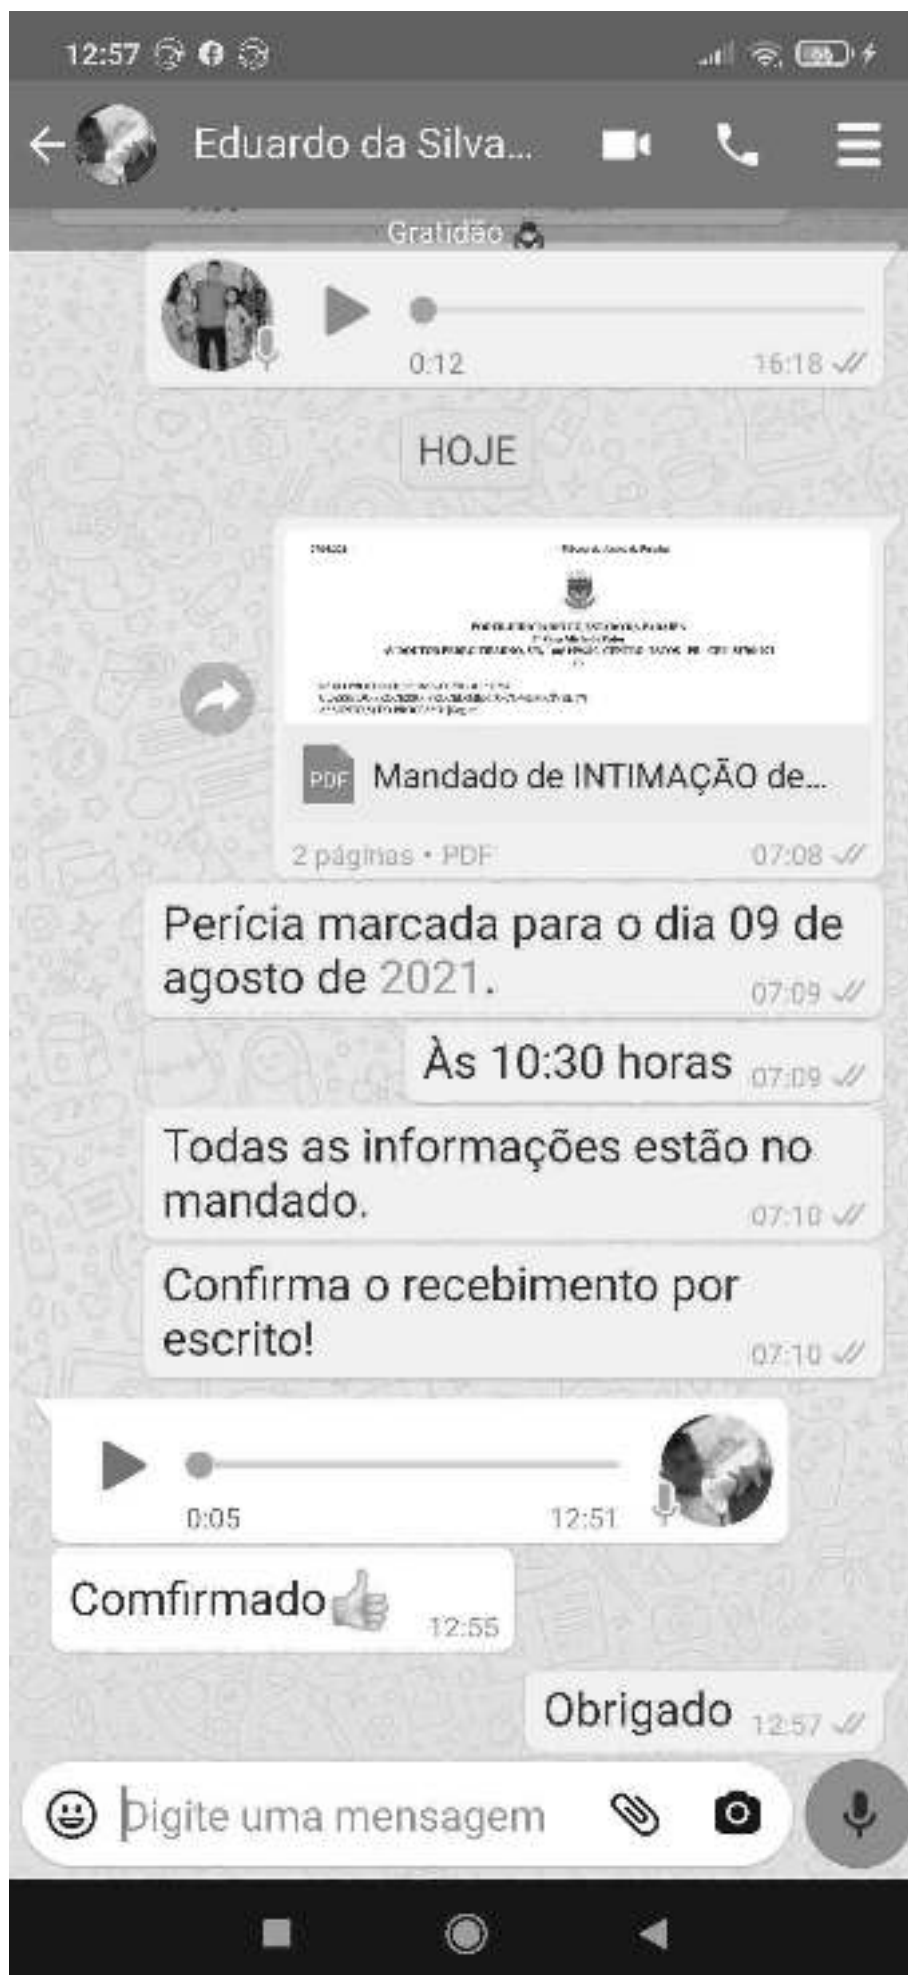 12:57
Eduardo da Silva...
Gratidão
0:12 16:18
HOJE
PDF Mandado de INTIMAÇÃO de...
2 páginas • PDF 07:08
Perícia marcada para o dia 09 de
agosto de 2021. 07:09
Às 10:30 horas 07:09
Todas as informações estão no
mandado. 07:10
Confirma o recebimento por
escrito! 07:10
0:05 12:51
Comfirmado👍 12:55
Obrigado 12:57
Digite uma mensagem